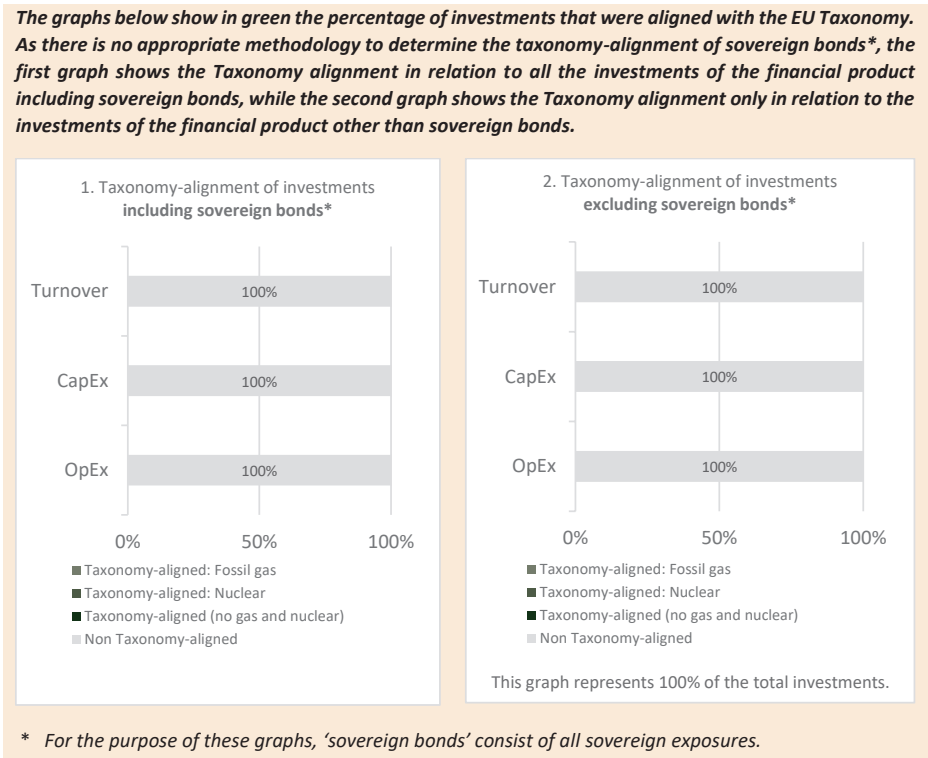 The graphs below show in green the percentage of investments that were aligned with the EU Taxonomy.
As there is no appropriate methodology to determine the taxonomy-alignment of sovereign bonds*, the
first graph shows the Taxonomy alignment in relation to all the investments of the financial product
including sovereign bonds, while the second graph shows the Taxonomy alignment only in relation to the
investments of the financial product other than sovereign bonds.
1. Taxonomy-alignment of investments
including sovereign bonds*
Turnover
100%
CapEx
100%
OpEx
100%
0% 50% 100%
Taxonomy-aligned: Fossil gas
Taxonomy-aligned: Nuclear
Taxonomy-aligned (no gas and nuclear)
Non Taxonomy-aligned
2. Taxonomy-alignment of investments
excluding sovereign bonds*
Turnover
100%
CapEx
100%
OpEx
100%
0% 50% 100%
Taxonomy-aligned: Fossil gas
Taxonomy-aligned: Nuclear
Taxonomy-aligned (no gas and nuclear)
Non Taxonomy-aligned
This graph represents 100% of the total investments.
* For the purpose of these graphs, ‘sovereign bonds’ consist of all sovereign exposures.